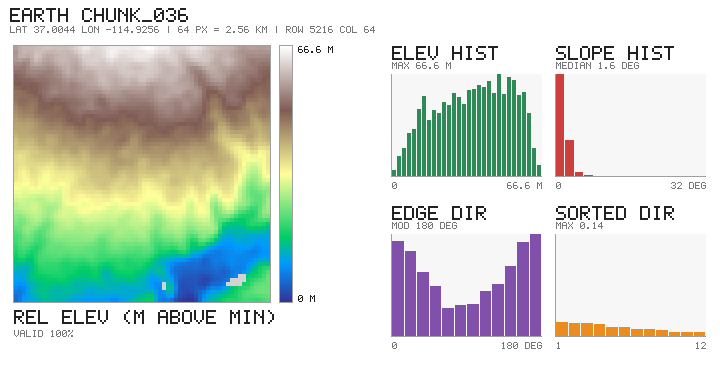 EARTH CHUNK_036
LAT 37.0044 LON -114.9256 | 64 PX = 2.56 KM | ROW 5216 COL 64
66.6 M
0 M
REL ELEV (M ABOVE MIN)
VALID 100%
ELEV HIST
MAX 66.6 M
0 66.6 M
SLOPE HIST
MEDIAN 1.6 DEG
0 32 DEG
EDGE DIR
MOD 180 DEG
0 180 DEG
SORTED DIR
MAX 0.14
1 12